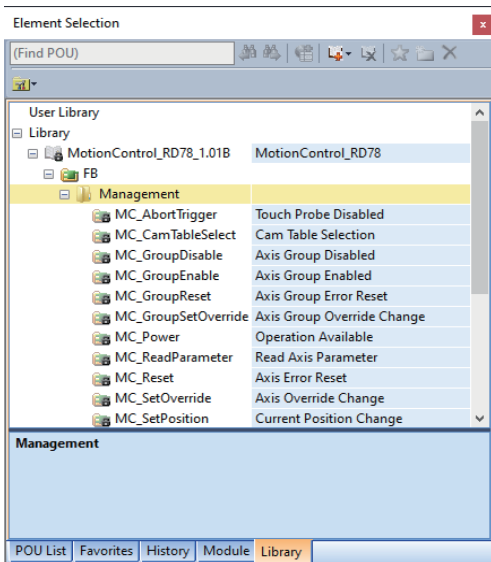 Element Selection
(Find POU)
User Library
Library
MotionControl_RD78_1.01B MotionControl_RD78
FB
Management
MC_AbortTrigger Touch Probe Disabled
MC_CamTableSelect Cam Table Selection
MC_GroupDisable Axis Group Disabled
MC_GroupEnable Axis Group Enabled
MC_GroupReset Axis Group Error Reset
MC_GroupSetOverride Axis Group Override Change
MC_Power Operation Available
MC_ReadParameter Read Axis Parameter
MC_Reset Axis Error Reset
MC_SetOverride Axis Override Change
MC_SetPosition Current Position Change
Management
POU List Favorites History Module Library